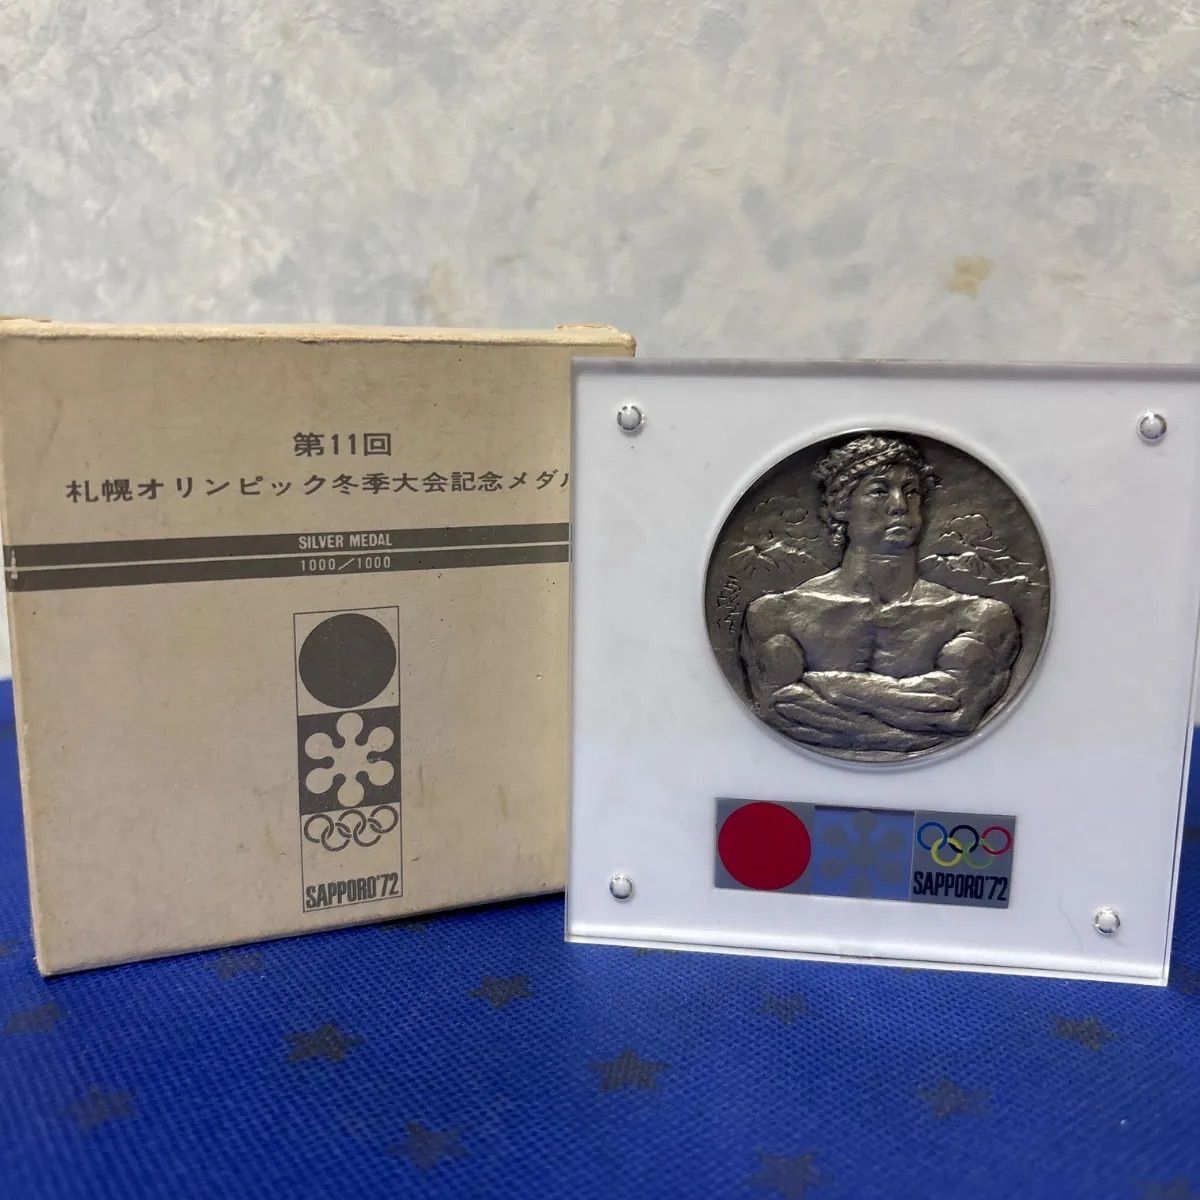 第11回
札幌オリンピック冬季大会記念メダル
SILVER MEDAL
1000/1000
SAPPORO'72
SAPPORO'72